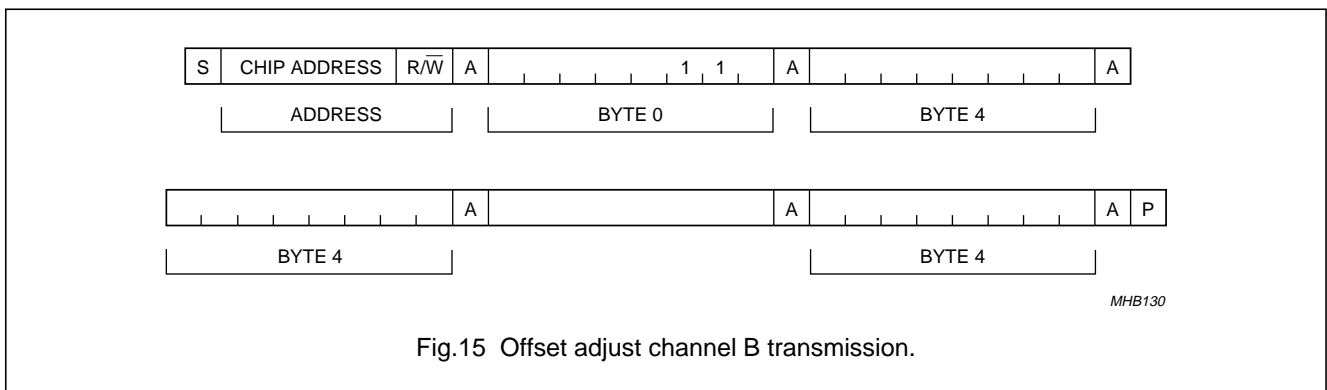 S CHIP ADDRESS R/W̅ A 1 1 A A
ADDRESS BYTE 0 BYTE 4
A A A P
BYTE 4 BYTE 4
MHB130
Fig.15 Offset adjust channel B transmission.